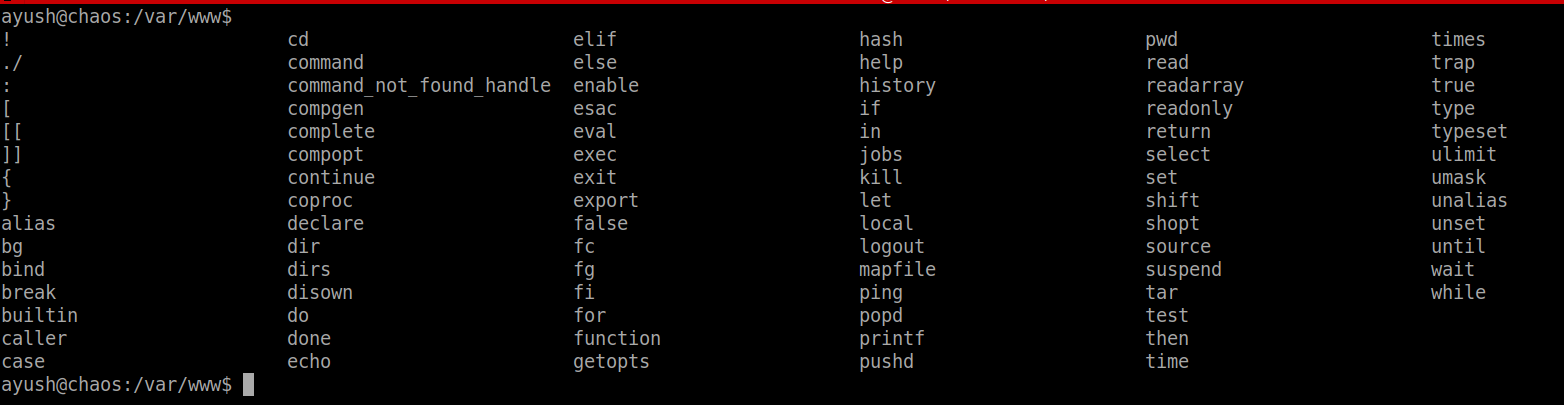 ayush@chaos:/var/www$
! cd elif hash pwd times
./ command else help read trap
: command_not_found_handle enable history readarray true
[ compgen esac if readonly type
[[ complete eval in return typeset
]] compopt exec jobs select ulimit
{ continue exit kill set umask
} coproc export let shift unalias
alias declare false local shopt unset
bg dir fc logout source until
bind dirs fg mapfile suspend wait
break disown fi ping tar while
builtin do for popd test
caller done function printf then
case echo getopts pushd time
ayush@chaos:/var/www$